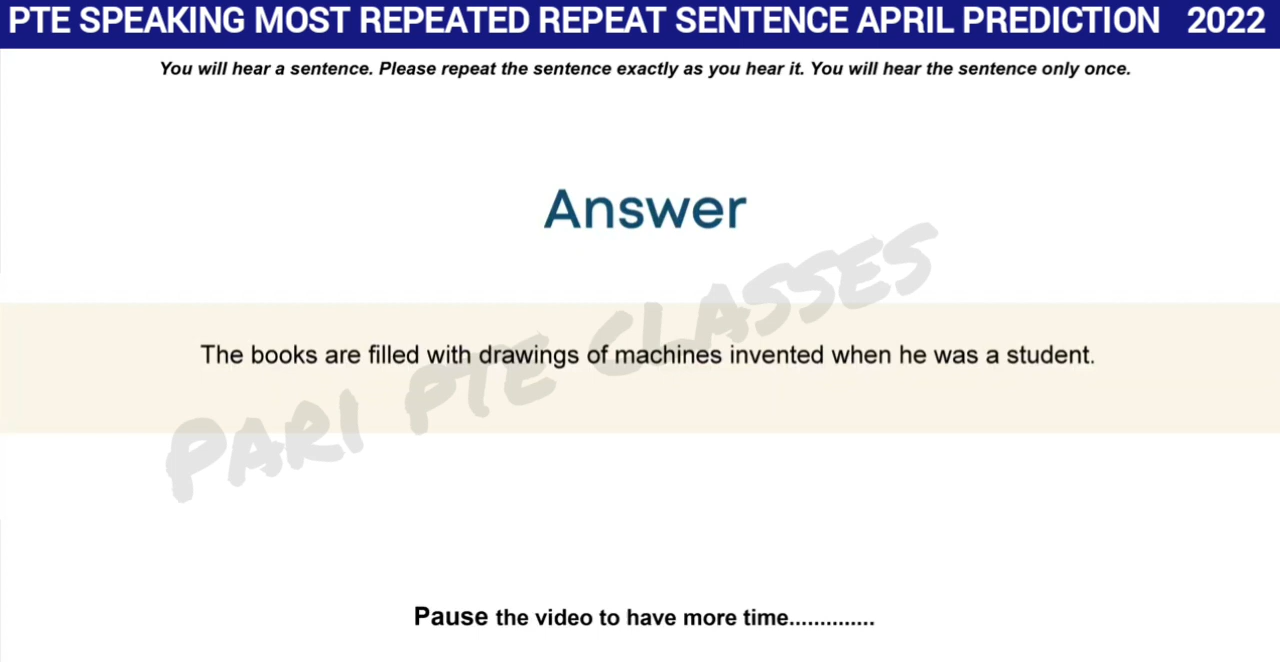 PTE SPEAKING MOST REPEATED REPEAT SENTENCE APRIL PREDICTION 2022
You will hear a sentence. Please repeat the sentence exactly as you hear it. You will hear the sentence only once.
Answer
The books are filled with drawings of machines invented when he was a student.
PARI PTE CLASSES
Pause the video to have more time..............